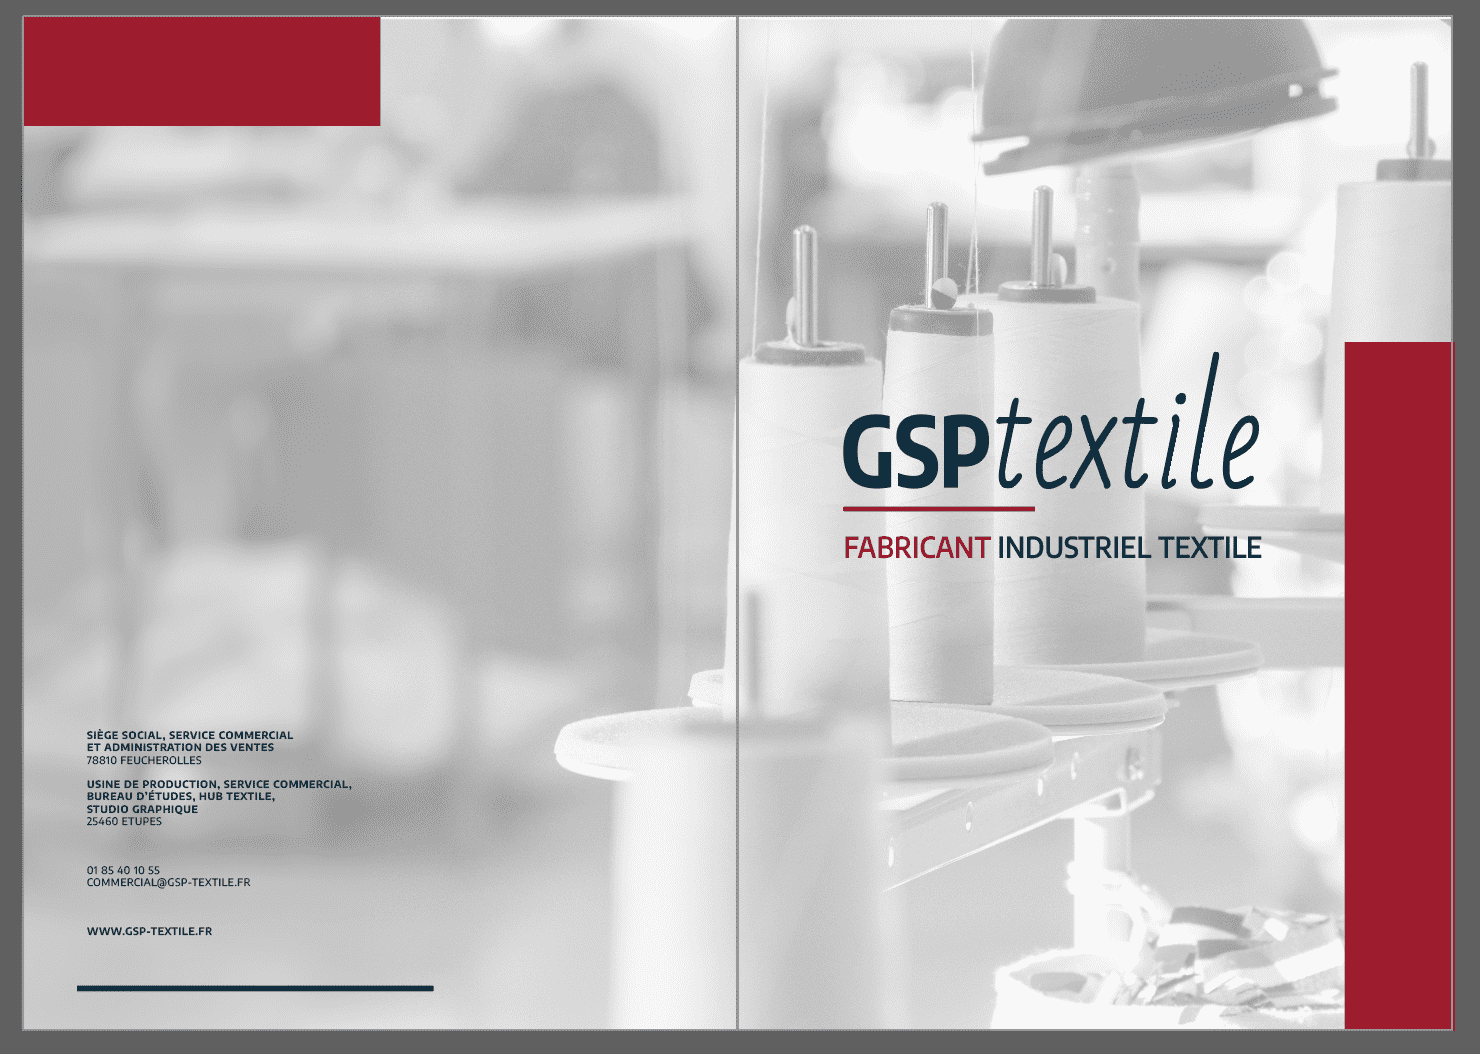 SIÈGE SOCIAL, SERVICE COMMERCIAL
ET ADMINISTRATION DES VENTES
78810 FEUCHEROLLES
USINE DE PRODUCTION, SERVICE COMMERCIAL,
BUREAU D'ÉTUDES, HUB TEXTILE,
STUDIO GRAPHIQUE
25460 ETUPES
01 85 40 10 55
COMMERCIAL@GSP-TEXTILE.FR
WWW.GSP-TEXTILE.FR
GSPtextile
FABRICANT INDUSTRIEL TEXTILE